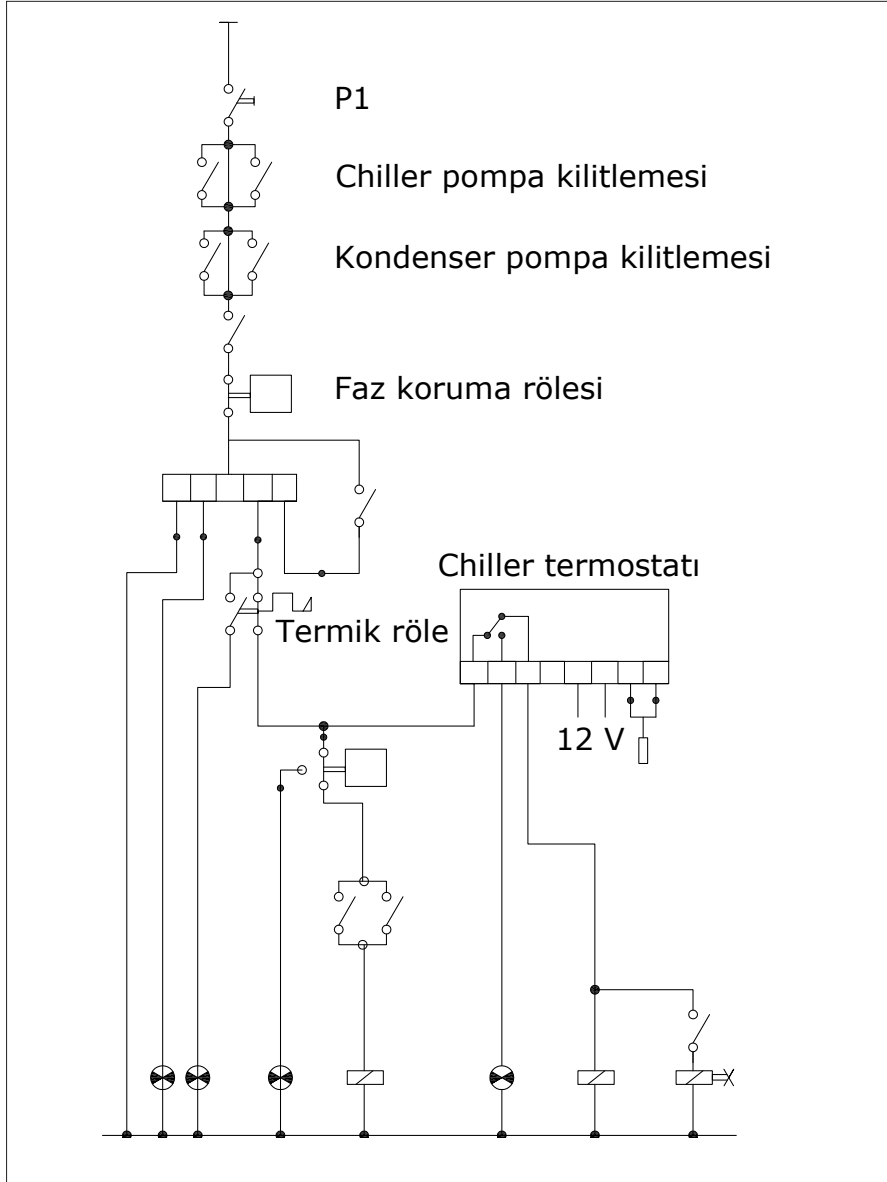 P1
Chiller pompa kilitlemesi
Kondenser pompa kilitlemesi
Faz koruma rölesi
Chiller termostatı
Termik röle
12 V